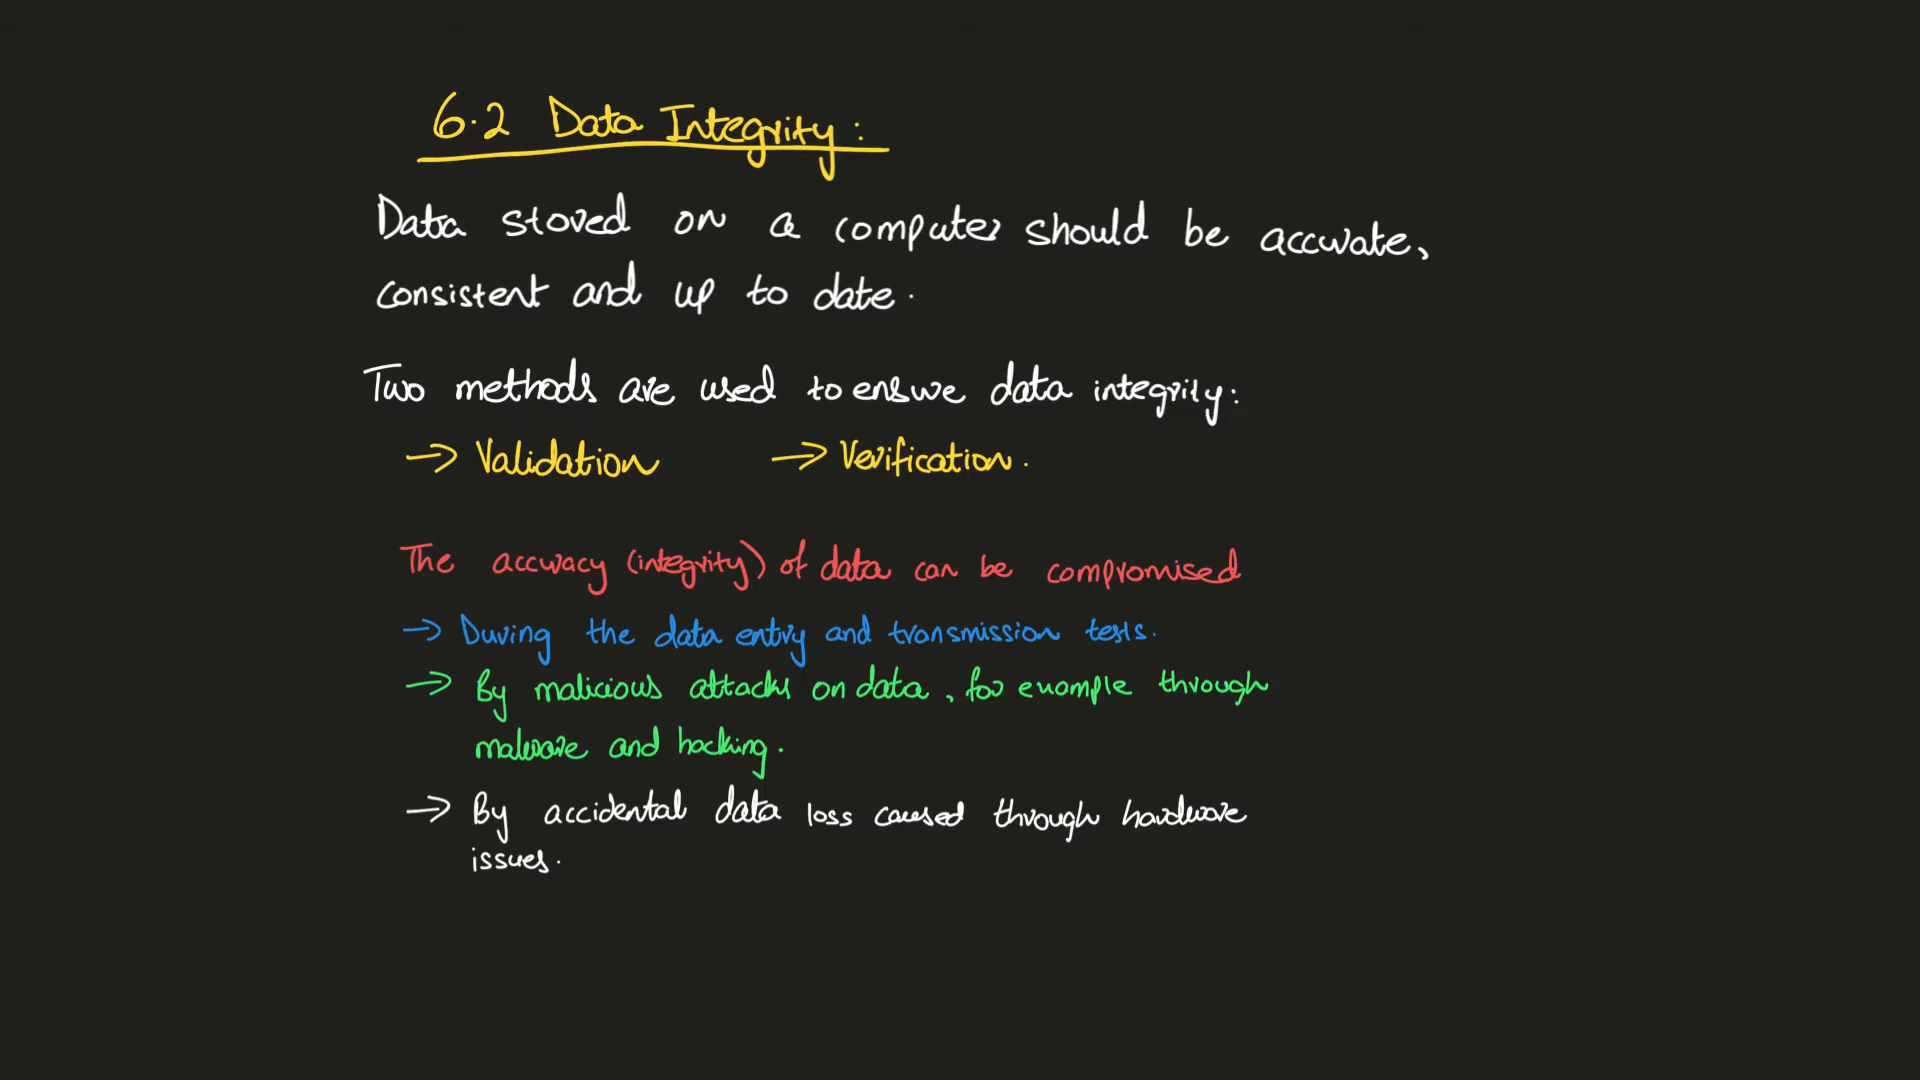 6.2 Data Integrity:
Data stored on a computer should be accurate,
consistent and up to date.
Two methods are used to ensure data integrity:
→ Validation → Verification.
The accuracy (integrity) of data can be compromised
→ During the data entry and transmission tests.
→ By malicious attacks on data, for example through
malware and hacking.
→ By accidental data loss caused through hardware
issues.